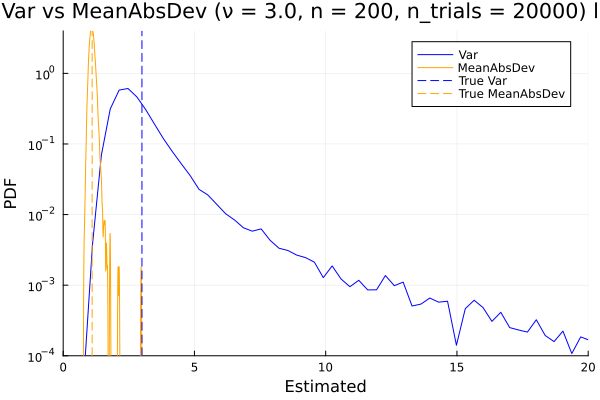 Var vs MeanAbsDev (ν = 3.0, n = 200, n_trials = 20000) l
Var
MeanAbsDev
True Var
True MeanAbsDev
PDF
10⁰
10⁻¹
10⁻²
10⁻³
10⁻⁴
0 5 10 15 20
Estimated